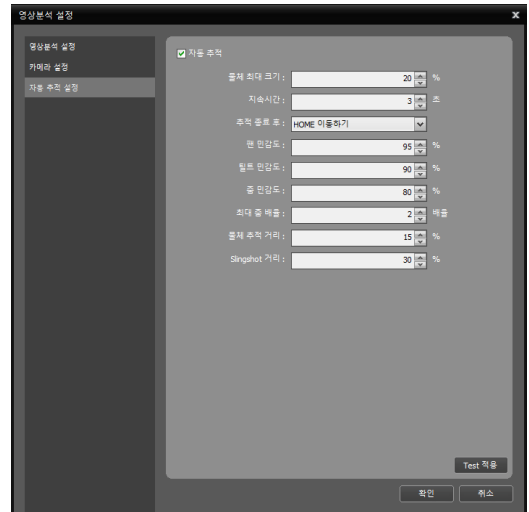 영상분석 설정 x
영상분석 설정
카메라 설정
자동 추적 설정
자동 추적
물체 최대 크기 : 20 %
지속시간 : 3 초
추적 종료 후 : HOME 이동하기
팬 민감도 : 95 %
틸트 민감도 : 90 %
줌 민감도 : 80 %
최대 줌 배율 : 2 배율
물체 추적 거리 : 15 %
Slingshot 거리 : 30 %
Test 적용
확인 취소